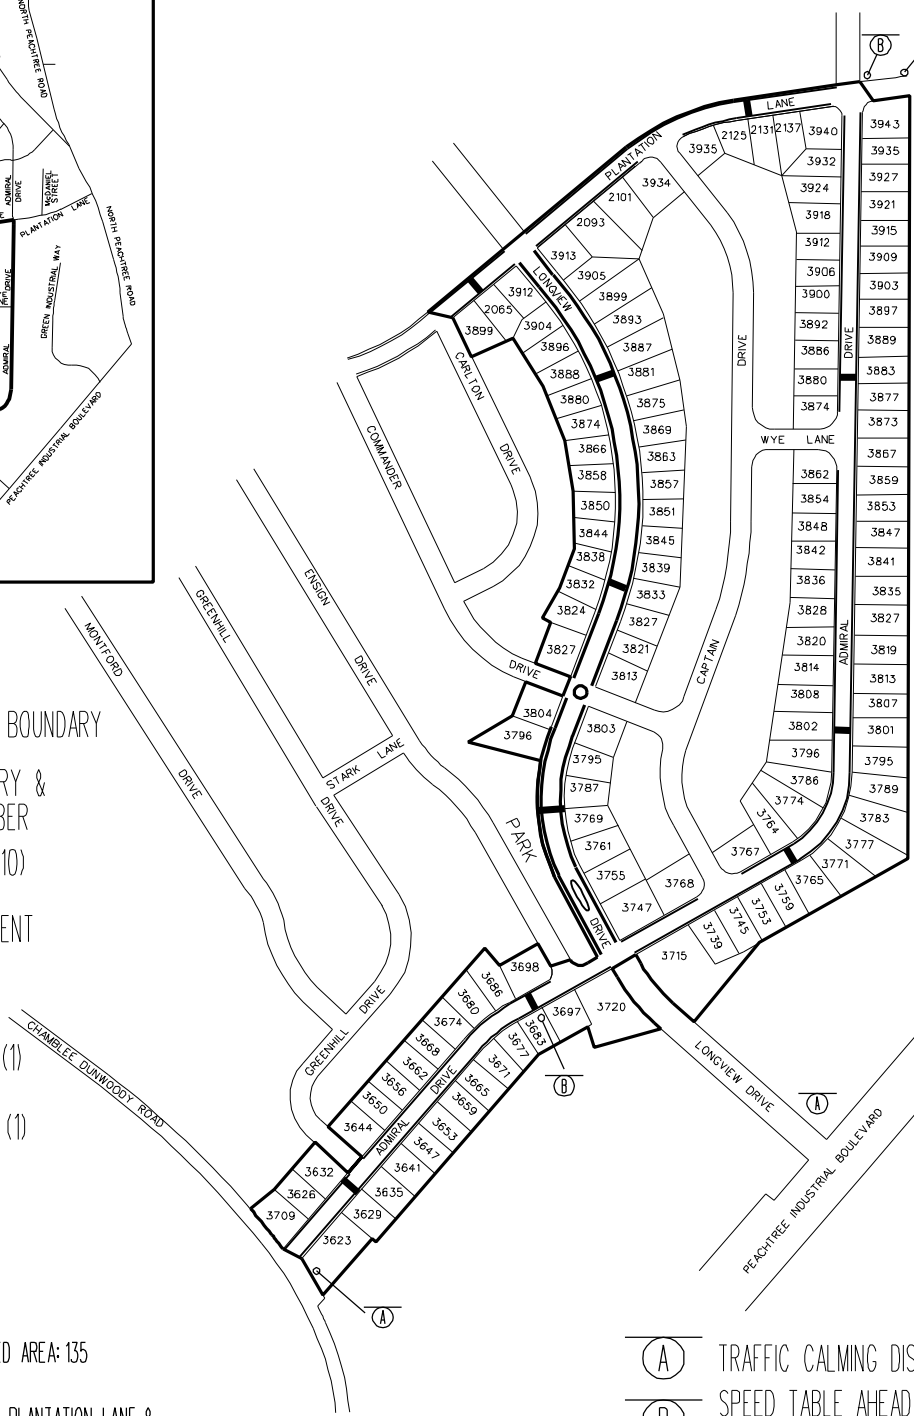 NORTH PEACHTREE ROAD
ADMIRAL
DRIVE
McDANIEL
STREET
PLANTATION LANE
NORTH PEACHTREE ROAD
GREEN INDUSTRIAL WAY
DRIVE
ADMIRAL
PEACHTREE INDUSTRIAL BOULEVARD
B
PLANTATION
LANE
3935
2125
2131
2137
3940
3932
3924
3918
3912
3906
3900
3892
3886
3880
3874
3943
3935
3927
3921
3915
3909
3903
3897
3889
3883
3877
3873
3867
3859
3853
3847
3841
3835
3827
3819
3813
3807
3801
3795
3789
3783
3777
3771
3765
3759
3753
3745
3739
3715
3934
2101
2093
3913
3905
3899
3893
3887
3881
3875
3869
3863
3857
3851
3845
3839
3833
3827
3821
3813
LONGVIEW
3912
2065
3899
3904
3896
3888
3880
3874
3866
3858
3850
3844
3838
3832
3824
3827
3804
3796
DRIVE
DRIVE
WYE LANE
3862
3854
3848
3842
3836
3828
3820
3814
3808
3802
3796
3786
3774
3764
3767
ADMIRAL
CAPTAIN
CARLTON
DRIVE
COMMANDER
DRIVE
ENSIGN
DRIVE
GREENHILL
DRIVE
MONTFORD
DRIVE
STARK LANE
PARK
3803
3795
3787
3769
3761
3755
3747
3768
DRIVE
BOUNDARY
RY &
BER
10)
ENT
(1)
(1)
GREENHILL DRIVE
CHAMBLEE DUNWOODY ROAD
3698
3686
3680
3674
3668
3662
3656
3650
3644
3632
3626
3709
ADMIRAL
DRIVE
3720
3697
3683
3677
3671
3665
3659
3653
3647
3641
3635
3629
3623
B
LONGVIEW DRIVE
A
PEACHTREE INDUSTRIAL BOULEVARD
A
ED AREA: 135
PLANTATION LANE &
A TRAFFIC CALMING DIS
B SPEED TABLE AHEAD